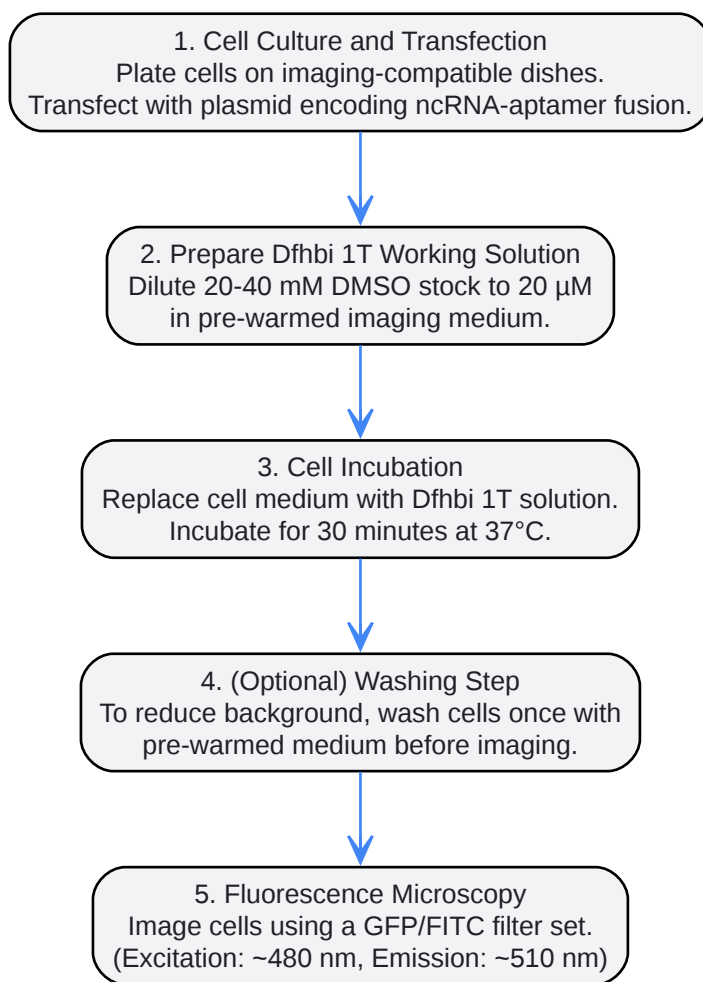 1. Cell Culture and Transfection
Plate cells on imaging-compatible dishes.
Transfect with plasmid encoding ncRNA-aptamer fusion.
2. Prepare Dfhbi 1T Working Solution
Dilute 20-40 mM DMSO stock to 20 µM
in pre-warmed imaging medium.
3. Cell Incubation
Replace cell medium with Dfhbi 1T solution.
Incubate for 30 minutes at 37°C.
4. (Optional) Washing Step
To reduce background, wash cells once with
pre-warmed medium before imaging.
5. Fluorescence Microscopy
Image cells using a GFP/FITC filter set.
(Excitation: ~480 nm, Emission: ~510 nm)